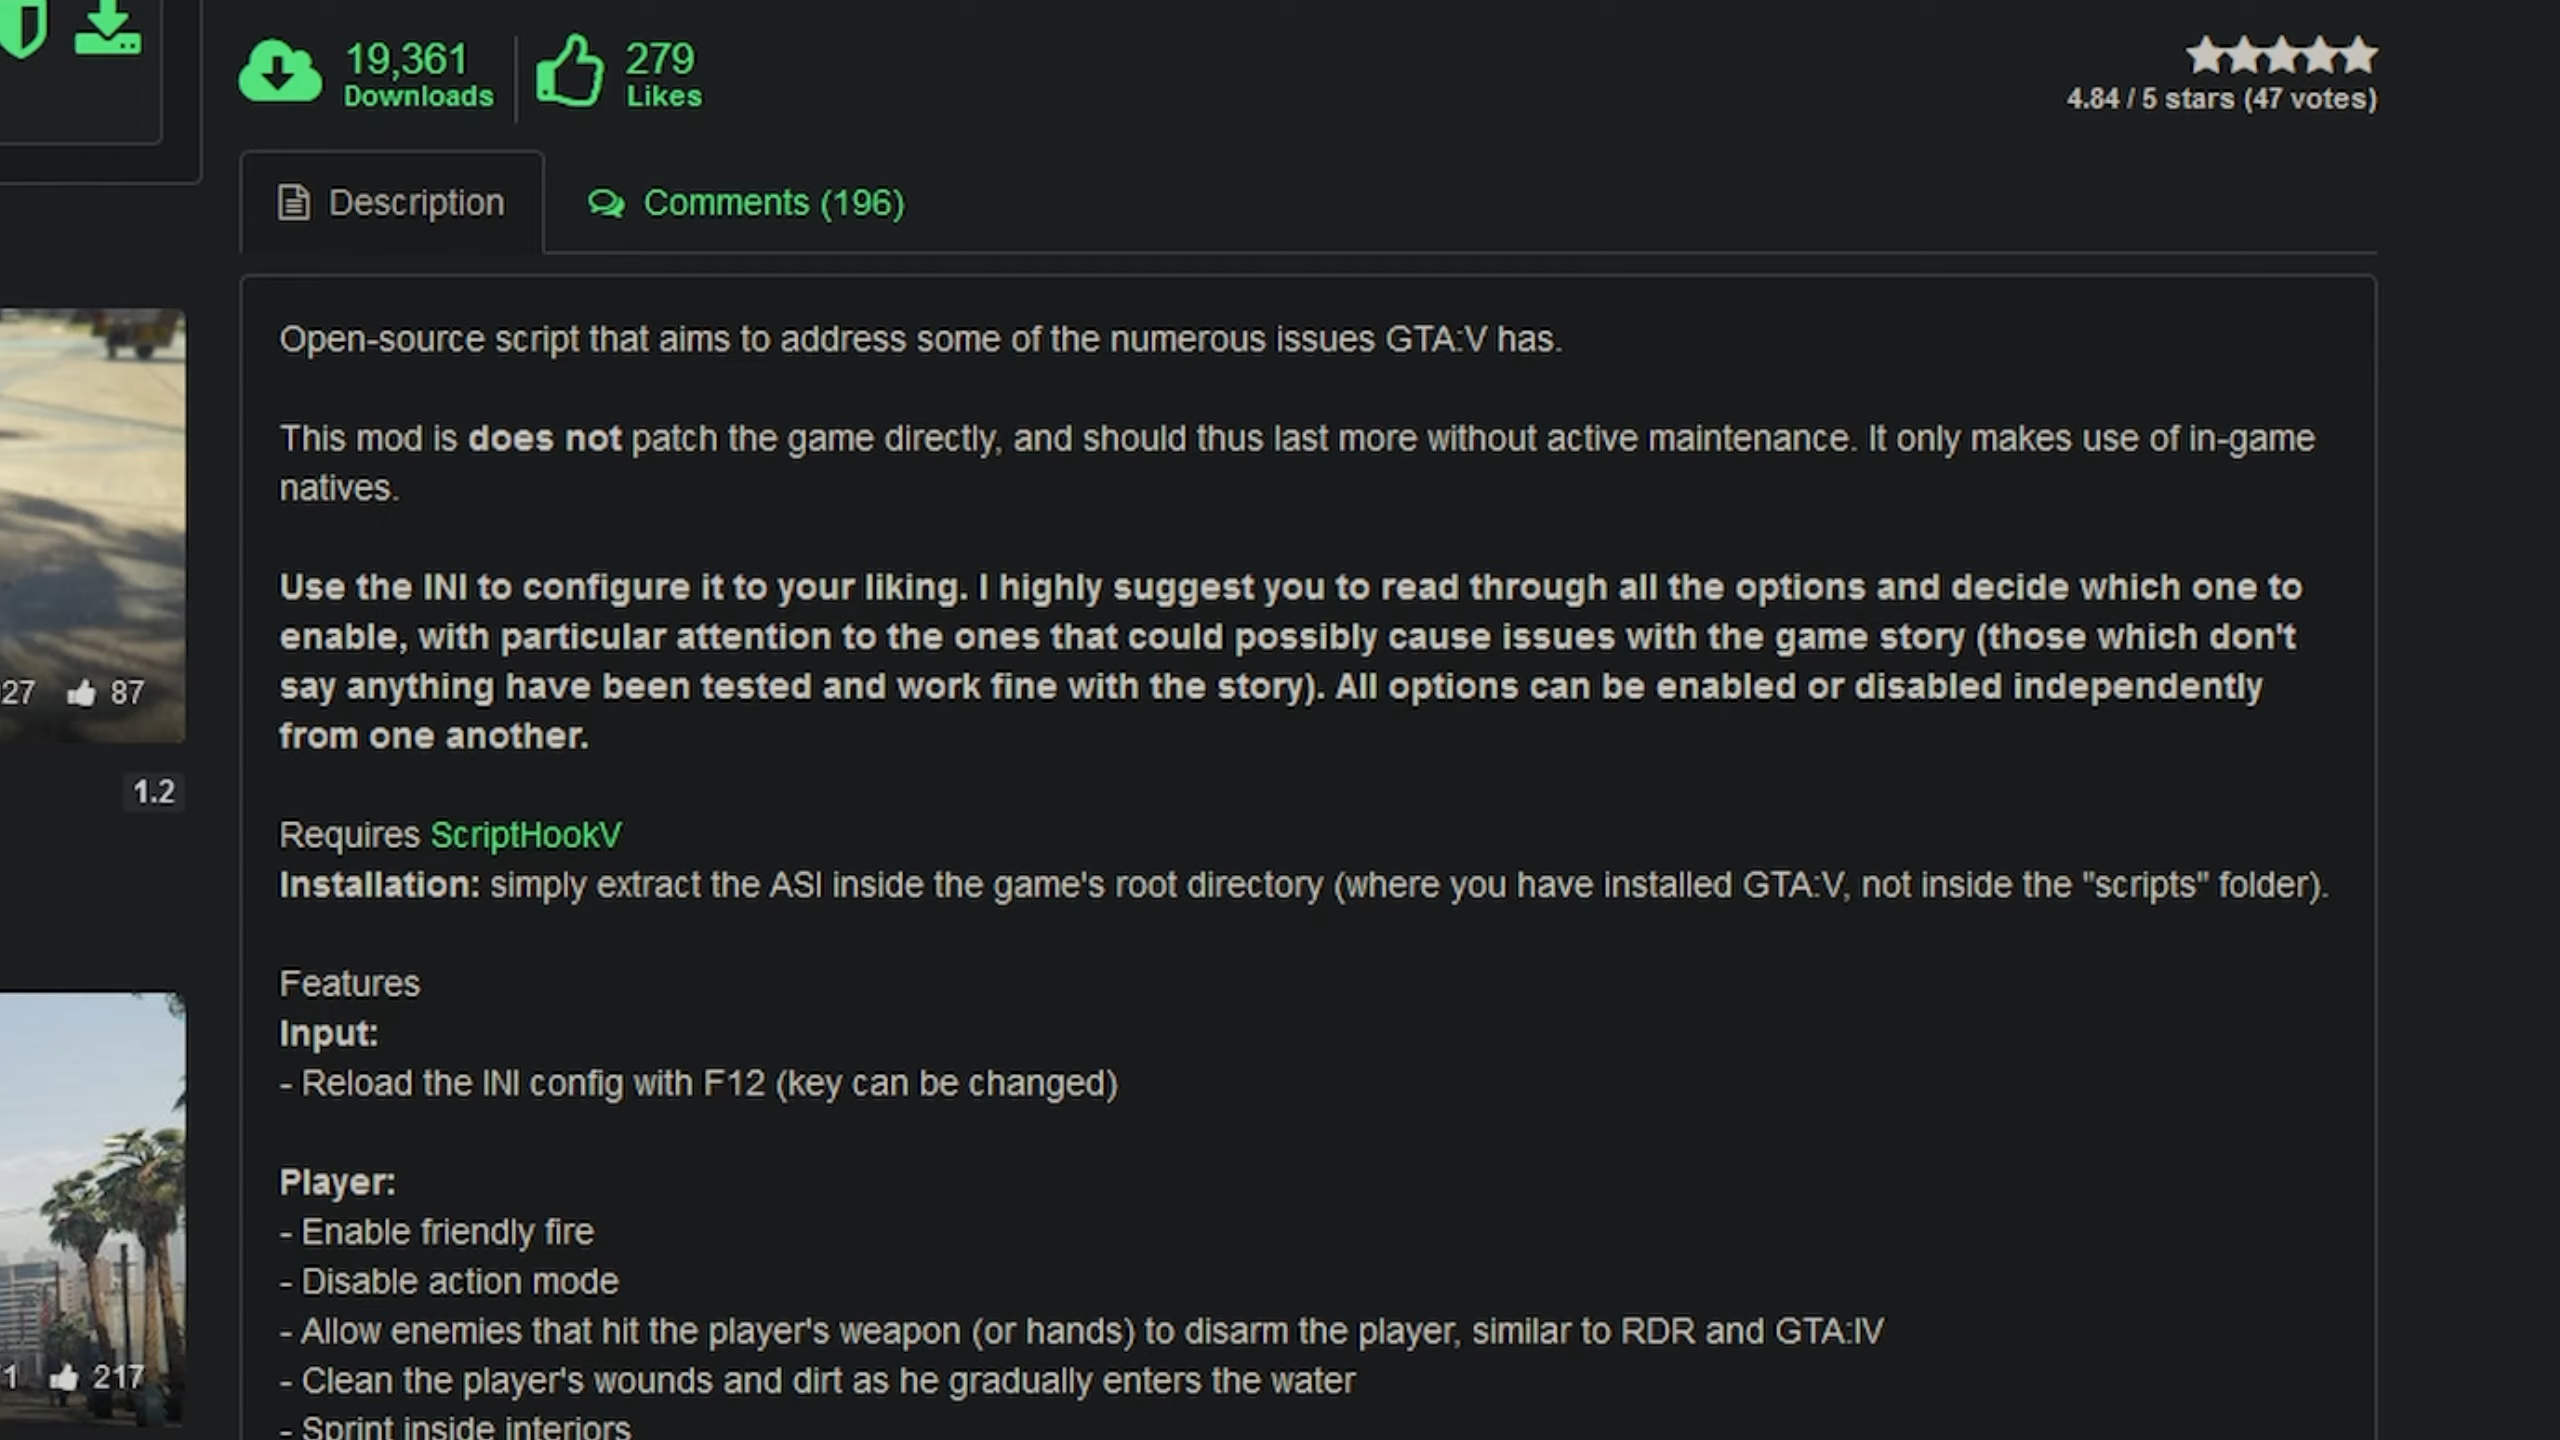 19,361
Downloads
279
Likes
4.84 / 5 stars (47 votes)
Description
Comments (196)
Open-source script that aims to address some of the numerous issues GTA:V has.
This mod is does not patch the game directly, and should thus last more without active maintenance. It only makes use of in-game
natives.
Use the INI to configure it to your liking. I highly suggest you to read through all the options and decide which one to
enable, with particular attention to the ones that could possibly cause issues with the game story (those which don't
say anything have been tested and work fine with the story). All options can be enabled or disabled independently
from one another.
Requires ScriptHookV
Installation: simply extract the ASI inside the game's root directory (where you have installed GTA:V, not inside the "scripts" folder).
Features
Input:
- Reload the INI config with F12 (key can be changed)
Player:
- Enable friendly fire
- Disable action mode
- Allow enemies that hit the player's weapon (or hands) to disarm the player, similar to RDR and GTA:IV
- Clean the player's wounds and dirt as he gradually enters the water
- Sprint inside interiors
27 87
1.2
1 217